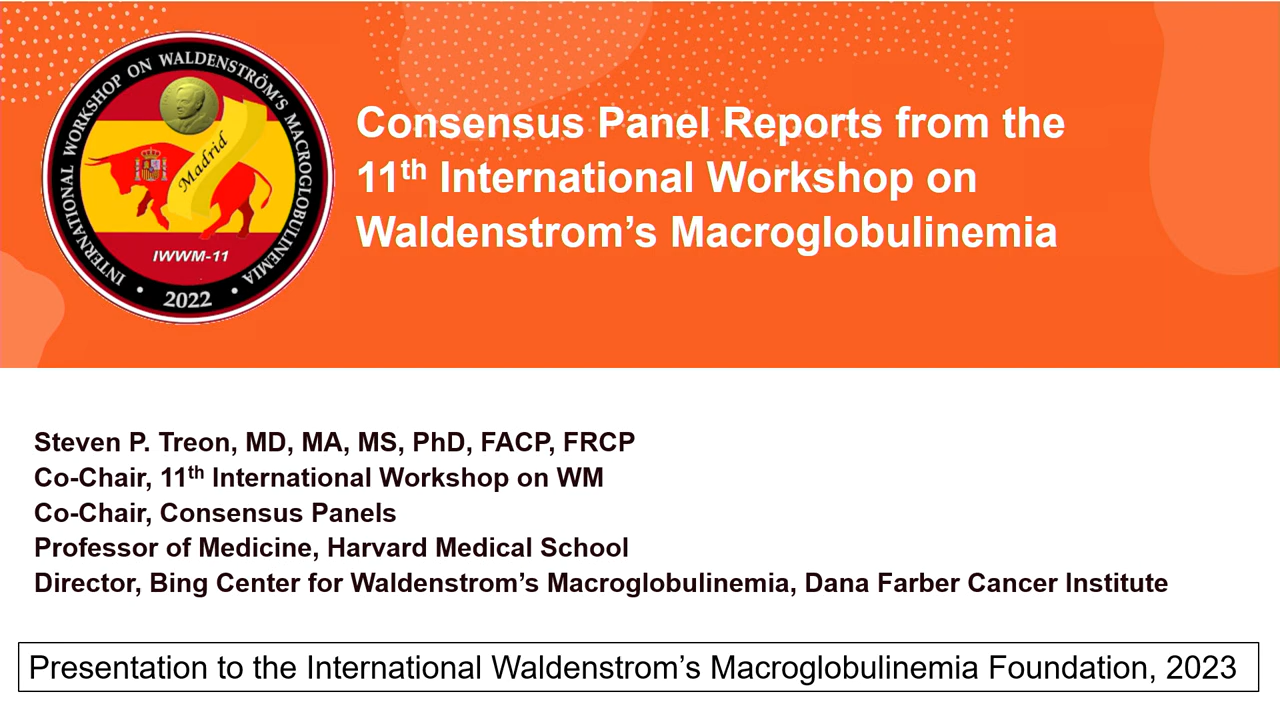 INTERNATIONAL WORKSHOP ON WALDENSTRÖM'S MACROGLOBULINEMIA
Madrid
IWWM-11
• 2022 •
Consensus Panel Reports from the
11th International Workshop on
Waldenstrom’s Macroglobulinemia
Steven P. Treon, MD, MA, MS, PhD, FACP, FRCP
Co-Chair, 11th International Workshop on WM
Co-Chair, Consensus Panels
Professor of Medicine, Harvard Medical School
Director, Bing Center for Waldenstrom’s Macroglobulinemia, Dana Farber Cancer Institute
Presentation to the International Waldenstrom’s Macroglobulinemia Foundation, 2023